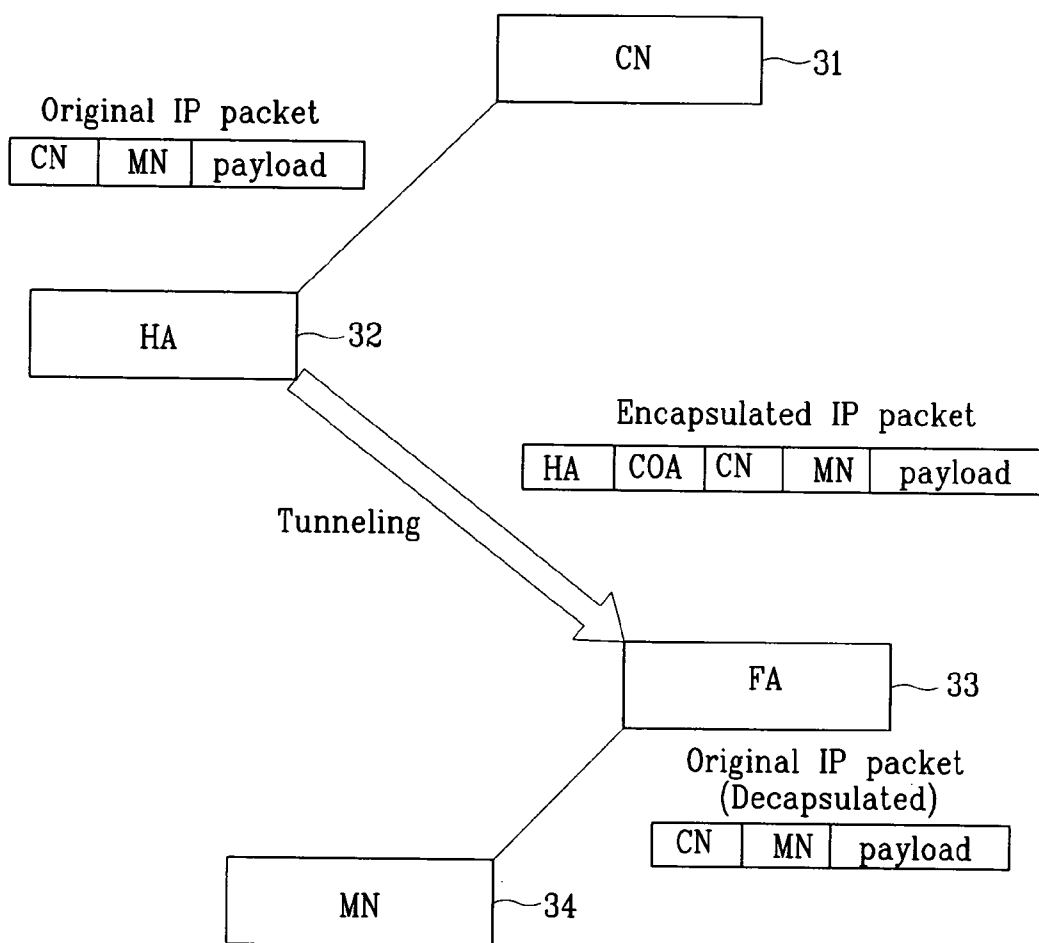 CN 31
Original IP packet
CN MN payload
HA 32
Encapsulated IP packet
HA COA CN MN payload
Tunneling
FA 33
Original IP packet
(Decapsulated)
CN MN payload
MN 34